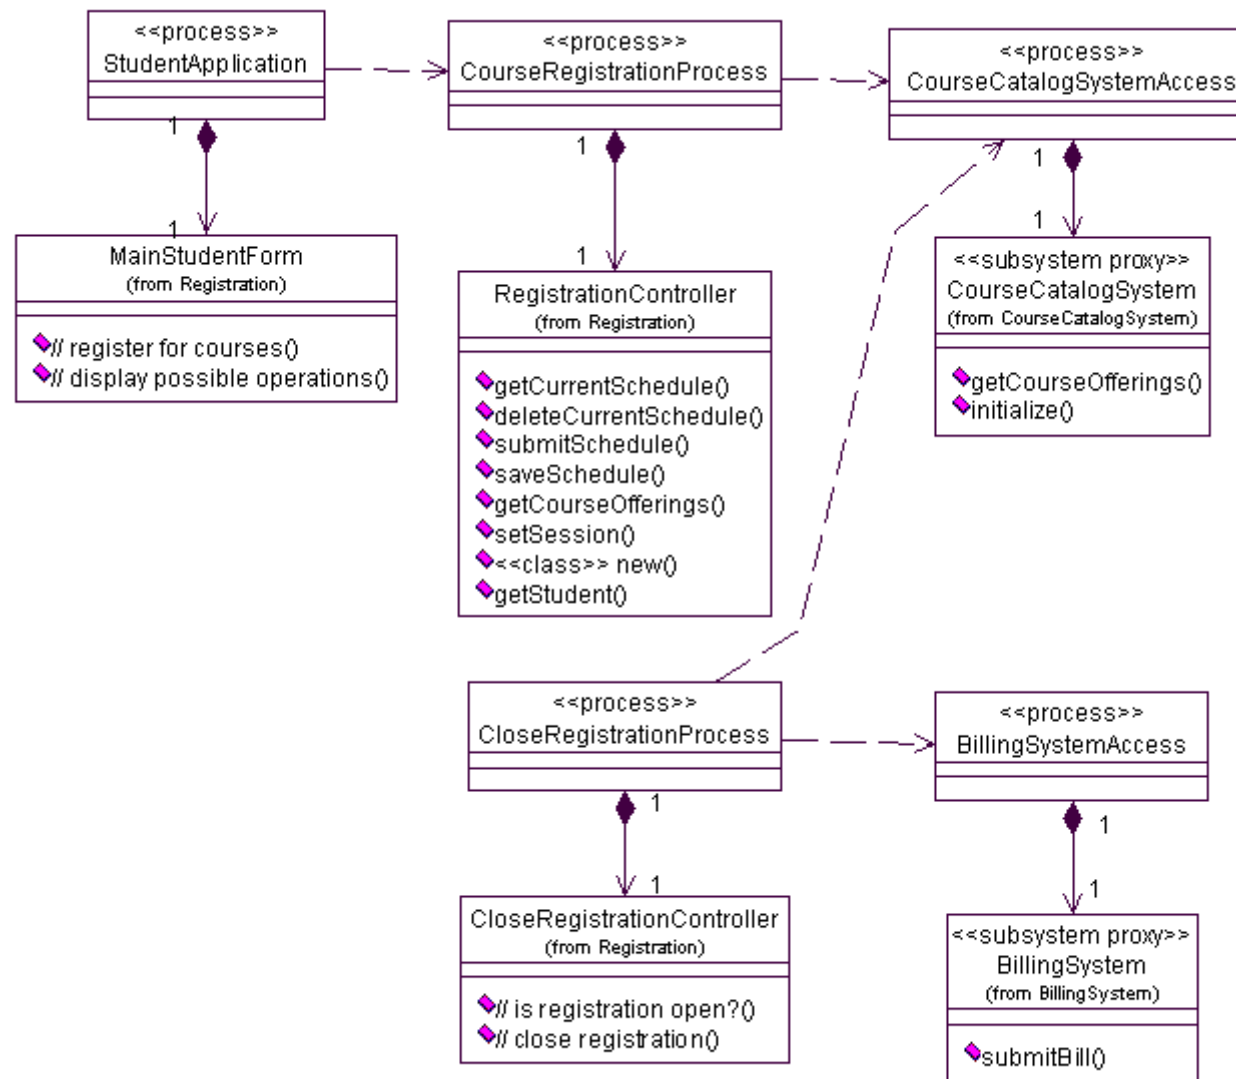 <<process>>
StudentApplication
<<process>>
CourseRegistrationProcess
<<process>>
CourseCatalogSystemAccess
1
1
1
1
1
1
MainStudentForm
(from Registration)
// register for courses()
// display possible operations()
RegistrationController
(from Registration)
getCurrentSchedule()
deleteCurrentSchedule()
submitSchedule()
saveSchedule()
getCourseOfferings()
setSession()
<<class>> new()
getStudent()
<<subsystem proxy>>
CourseCatalogSystem
(from CourseCatalogSystem)
getCourseOfferings()
initialize()
<<process>>
CloseRegistrationProcess
<<process>>
BillingSystemAccess
1
1
1
1
CloseRegistrationController
(from Registration)
// is registration open?()
// close registration()
<<subsystem proxy>>
BillingSystem
(from BillingSystem)
submitBill()